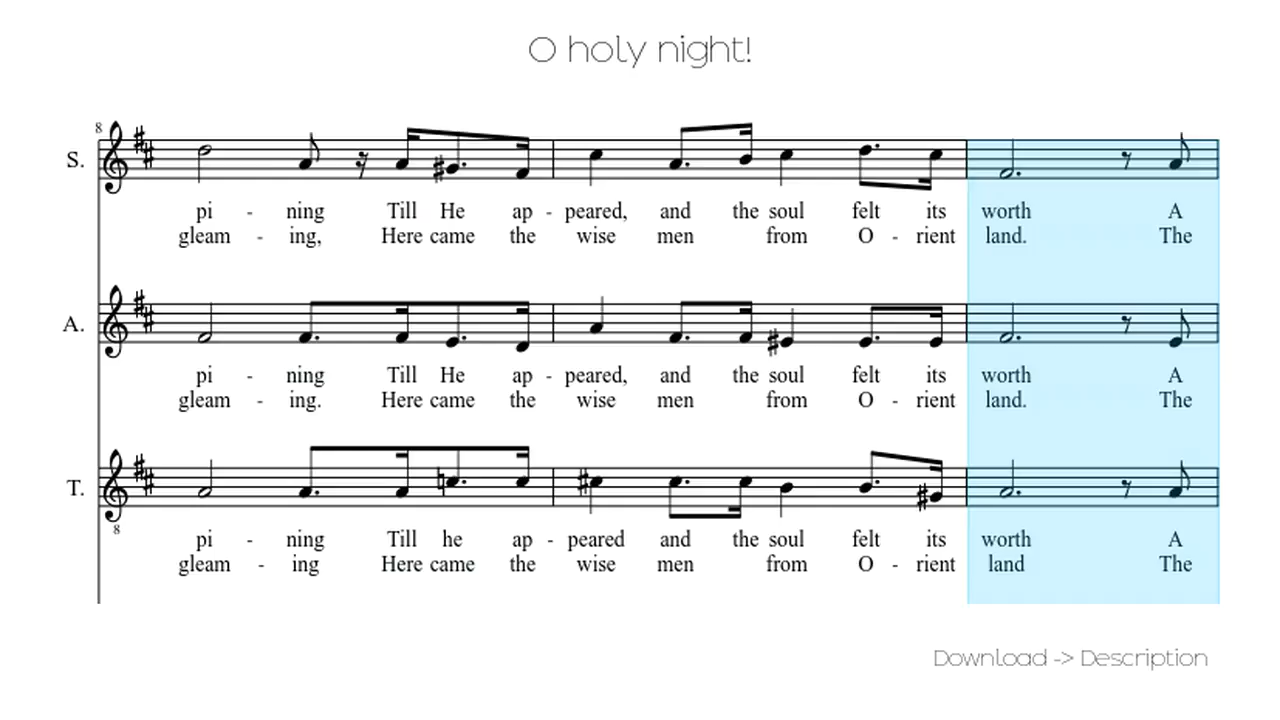 O holy night!
8
S.
pi - ning Till He ap - peared, and the soul felt its worth A
gleam - ing, Here came the wise men from O - rient land. The
A.
pi - ning Till He ap - peared, and the soul felt its worth A
gleam - ing. Here came the wise men from O - rient land. The
T.
8
pi - ning Till he ap - peared and the soul felt its worth A
gleam - ing Here came the wise men from O - rient land The
Download -> Description